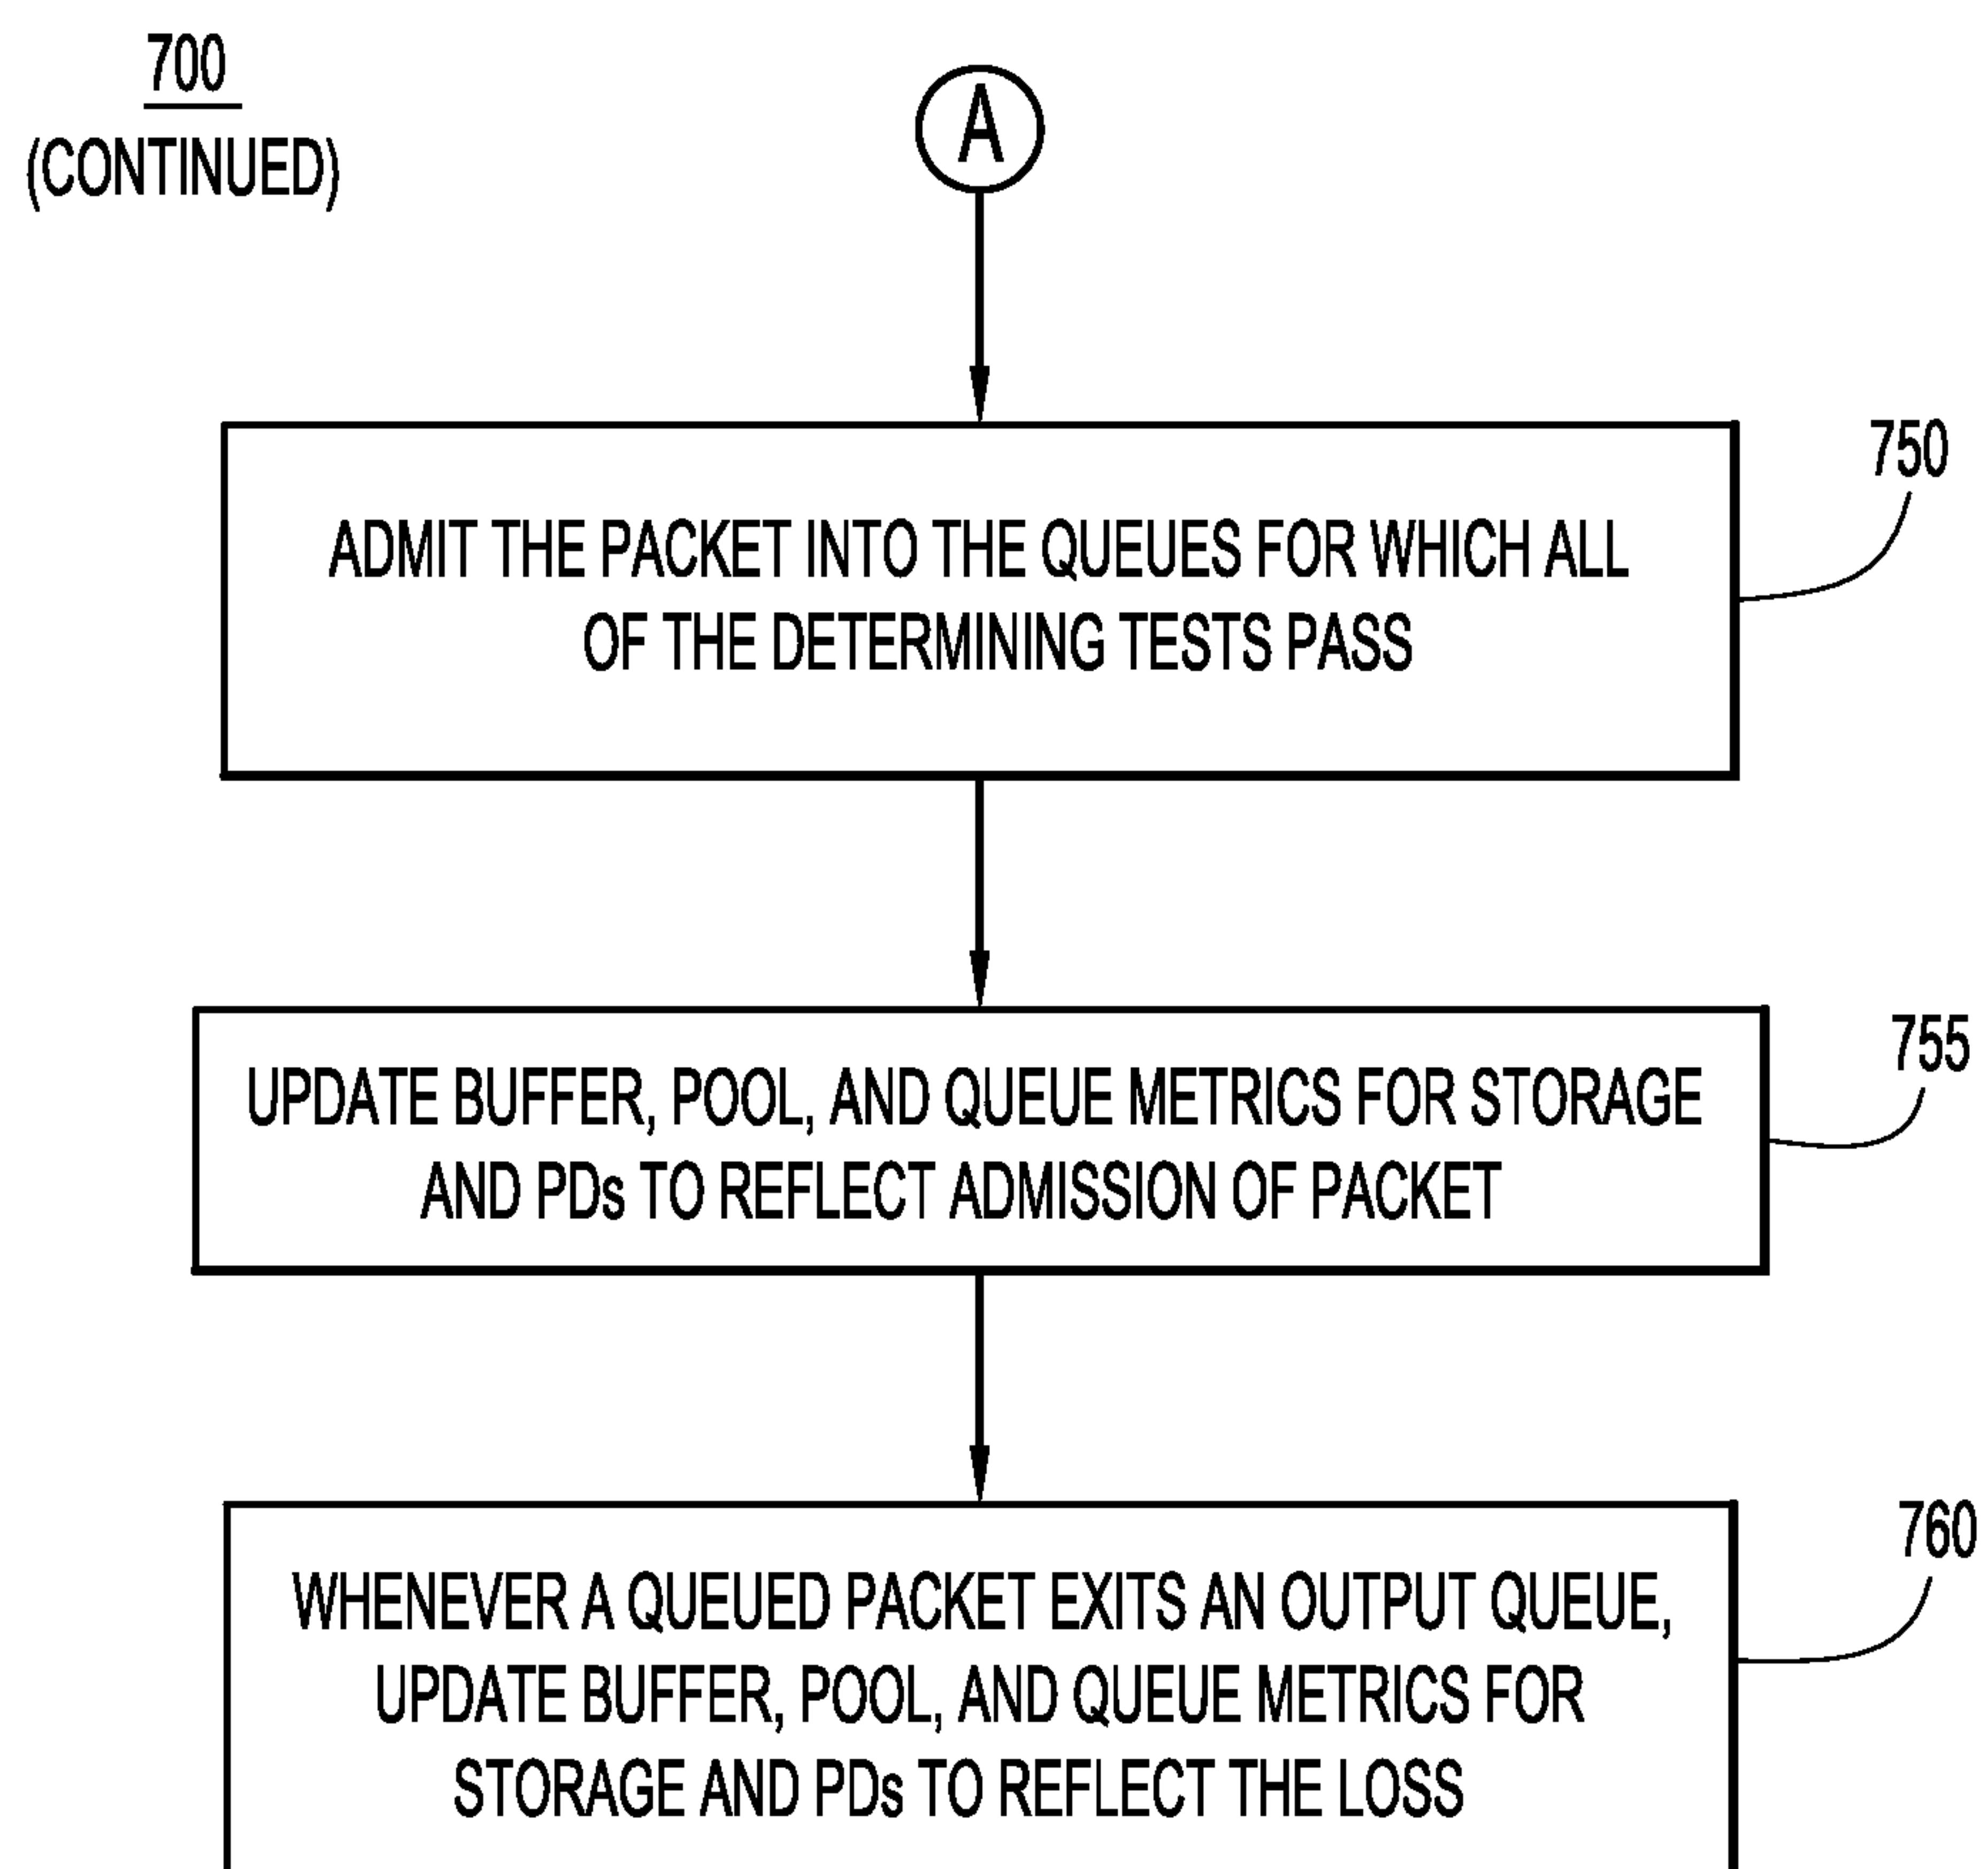 700
(CONTINUED)
A
750
ADMIT THE PACKET INTO THE QUEUES FOR WHICH ALL
OF THE DETERMINING TESTS PASS
755
UPDATE BUFFER, POOL, AND QUEUE METRICS FOR STORAGE
AND PDs TO REFLECT ADMISSION OF PACKET
760
WHENEVER A QUEUED PACKET EXITS AN OUTPUT QUEUE,
UPDATE BUFFER, POOL, AND QUEUE METRICS FOR
STORAGE AND PDs TO REFLECT THE LOSS